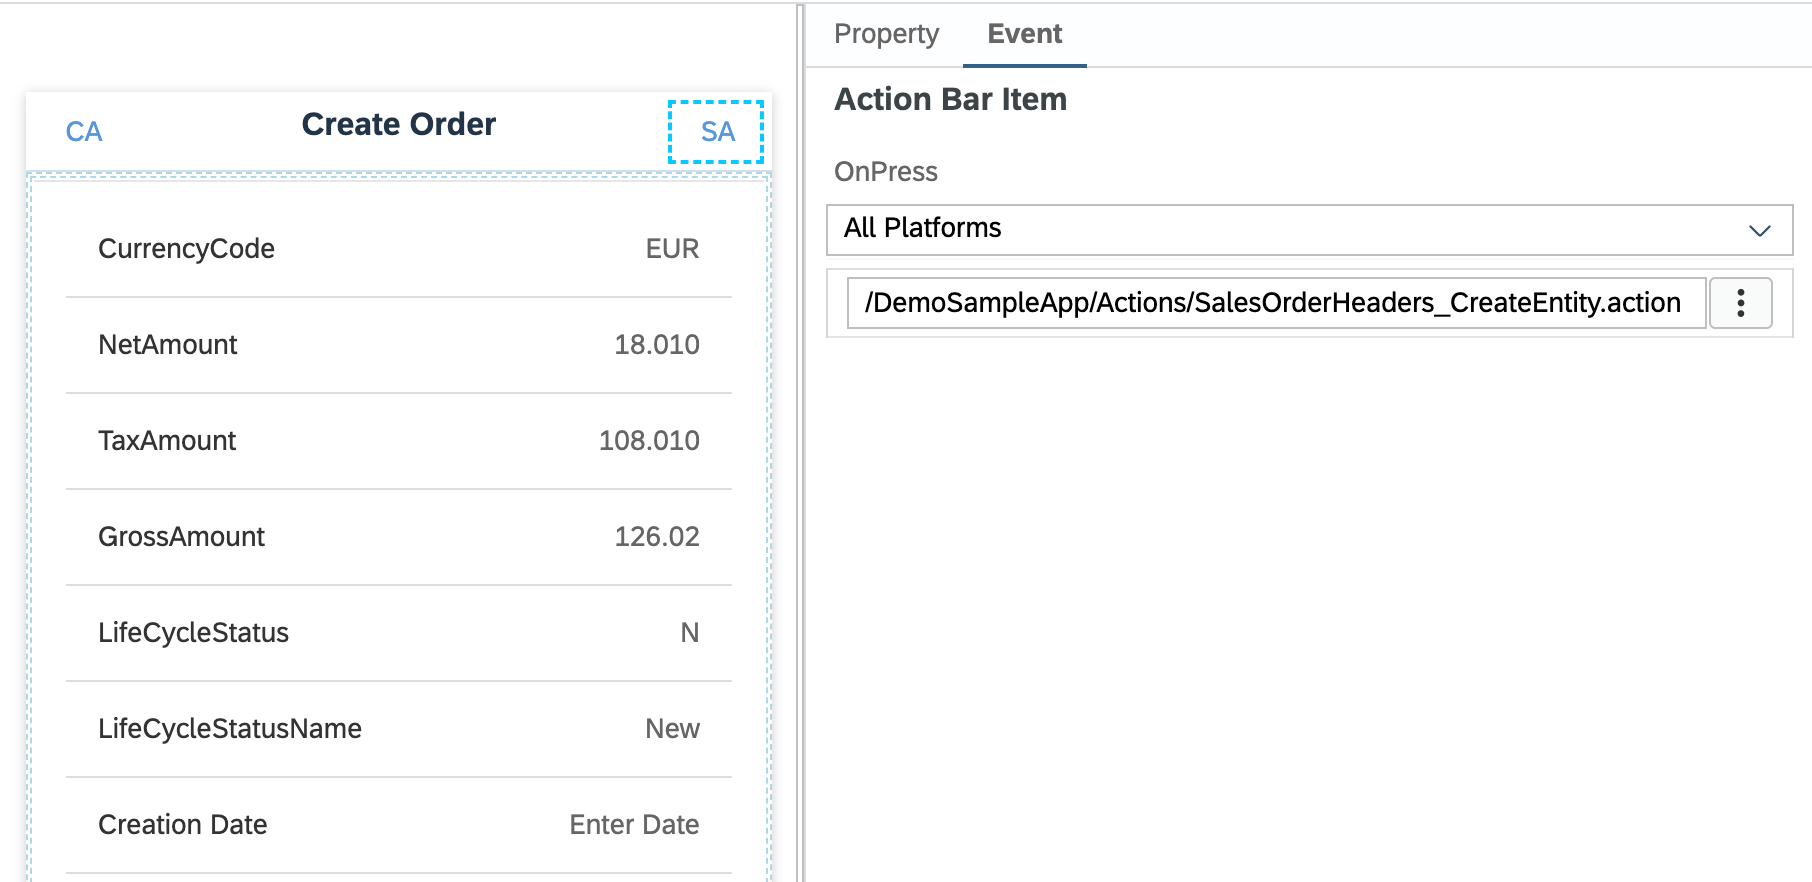 CA
Create Order
SA
CurrencyCode
EUR
NetAmount
18.010
TaxAmount
108.010
GrossAmount
126.02
LifeCycleStatus
N
LifeCycleStatusName
New
Creation Date
Enter Date
Property
Event
Action Bar Item
OnPress
All Platforms
/DemoSampleApp/Actions/SalesOrderHeaders_CreateEntity.action